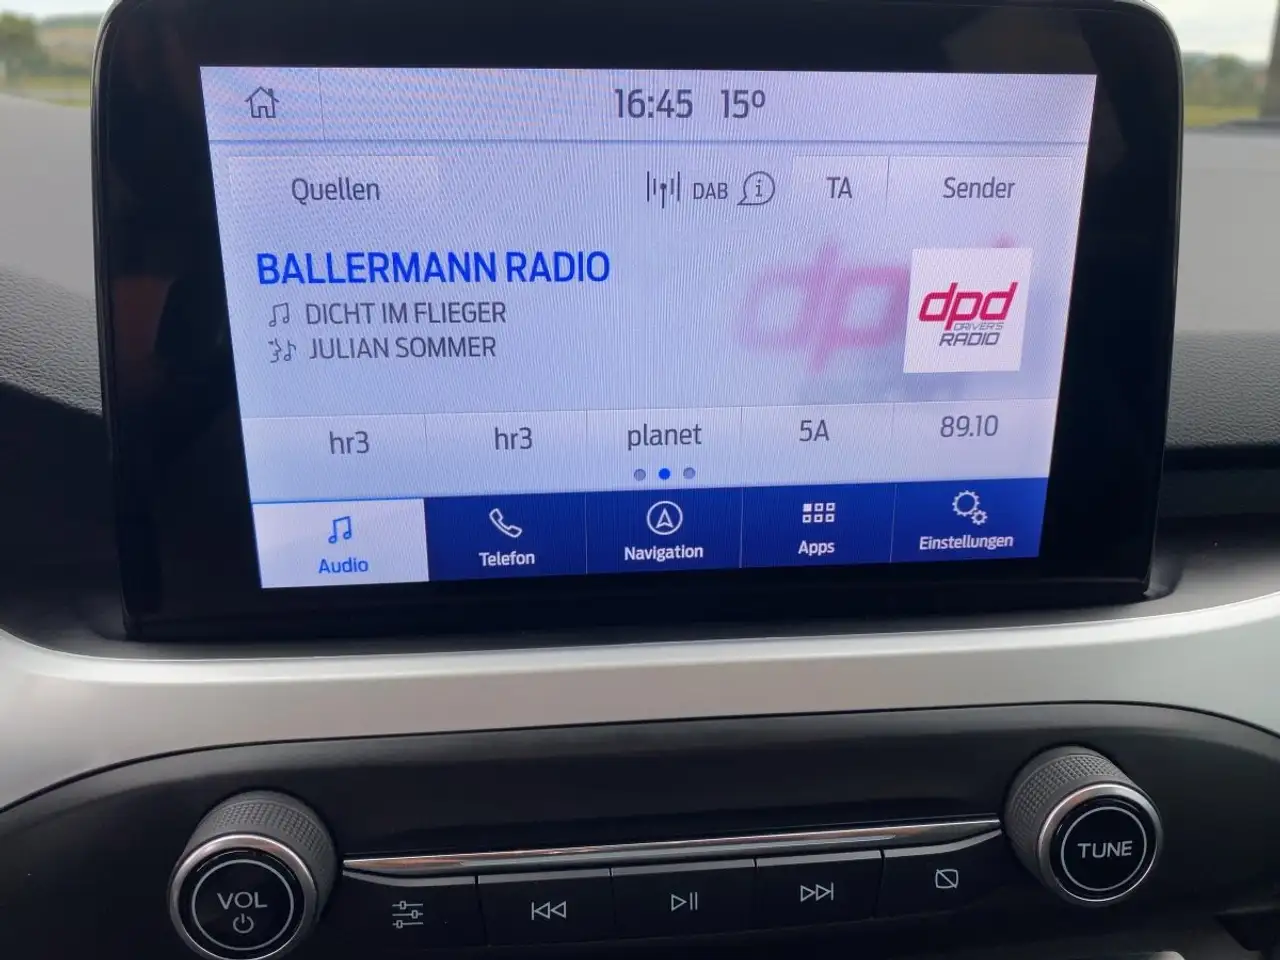 16:45 15º
Quellen DAB TA Sender
BALLERMANN RADIO
DICHT IM FLIEGER
JULIAN SOMMER
dpd
DRIVER'S
RADIO
hr3 hr3 planet 5A 89.10
Audio Telefon Navigation Apps Einstellungen
VOL TUNE